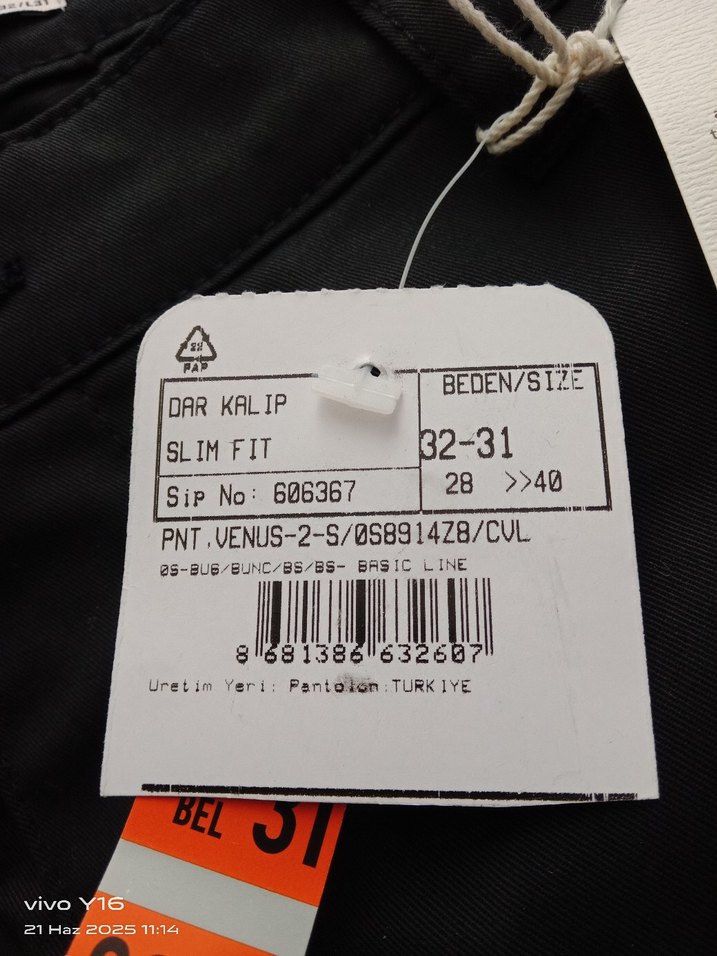 PAP
DAR KALIP
SLIM FIT
Sip No: 606367
BEDEN/SIZE
32-31
28 >>40
PNT.VENUS-2-S/0S8914Z8/CVL
0S-BUG/BUNC/BS/BS- BASIC LINE
8 681386 632607
Uretim Yeri: Pantolon:TURKIYE
BEL 31
vivo Y16
21 Haz 2025 11:14